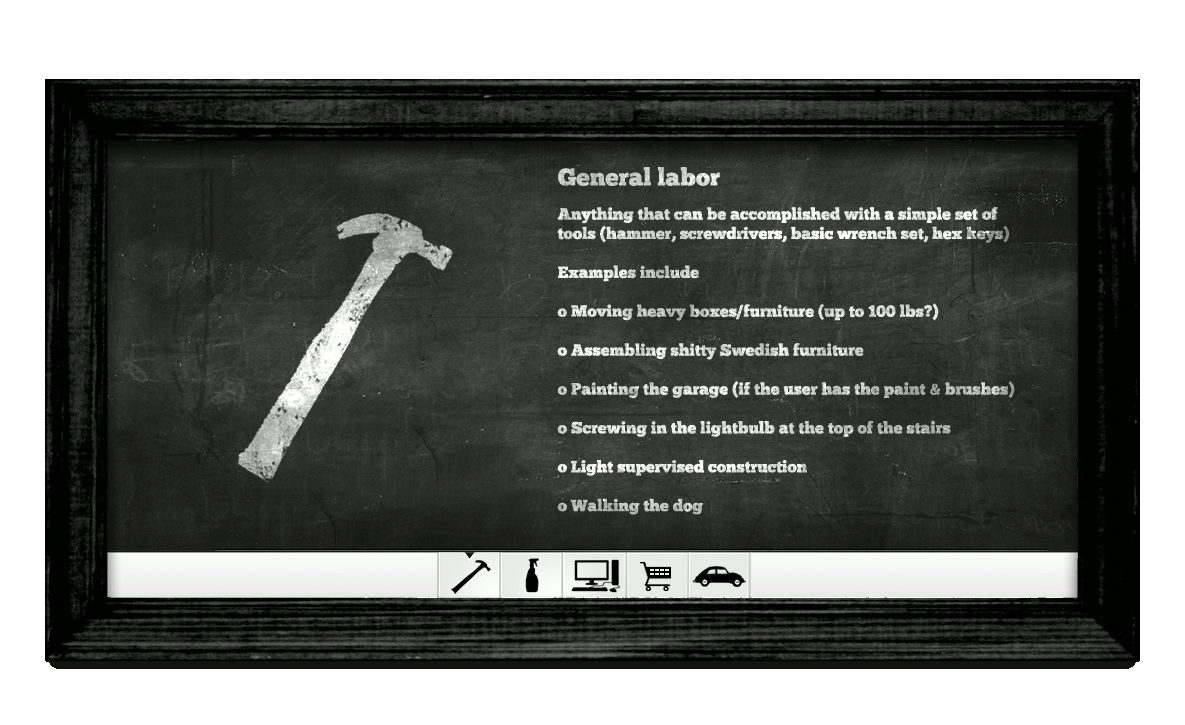 General labor
Anything that can be accomplished with a simple set of
tools (hammer, screwdrivers, basic wrench set, hex keys)
Examples include
o Moving heavy boxes/furniture (up to 100 lbs?)
o Assembling shitty Swedish furniture
o Painting the garage (if the user has the paint & brushes)
o Screwing in the lightbulb at the top of the stairs
o Light supervised construction
o Walking the dog